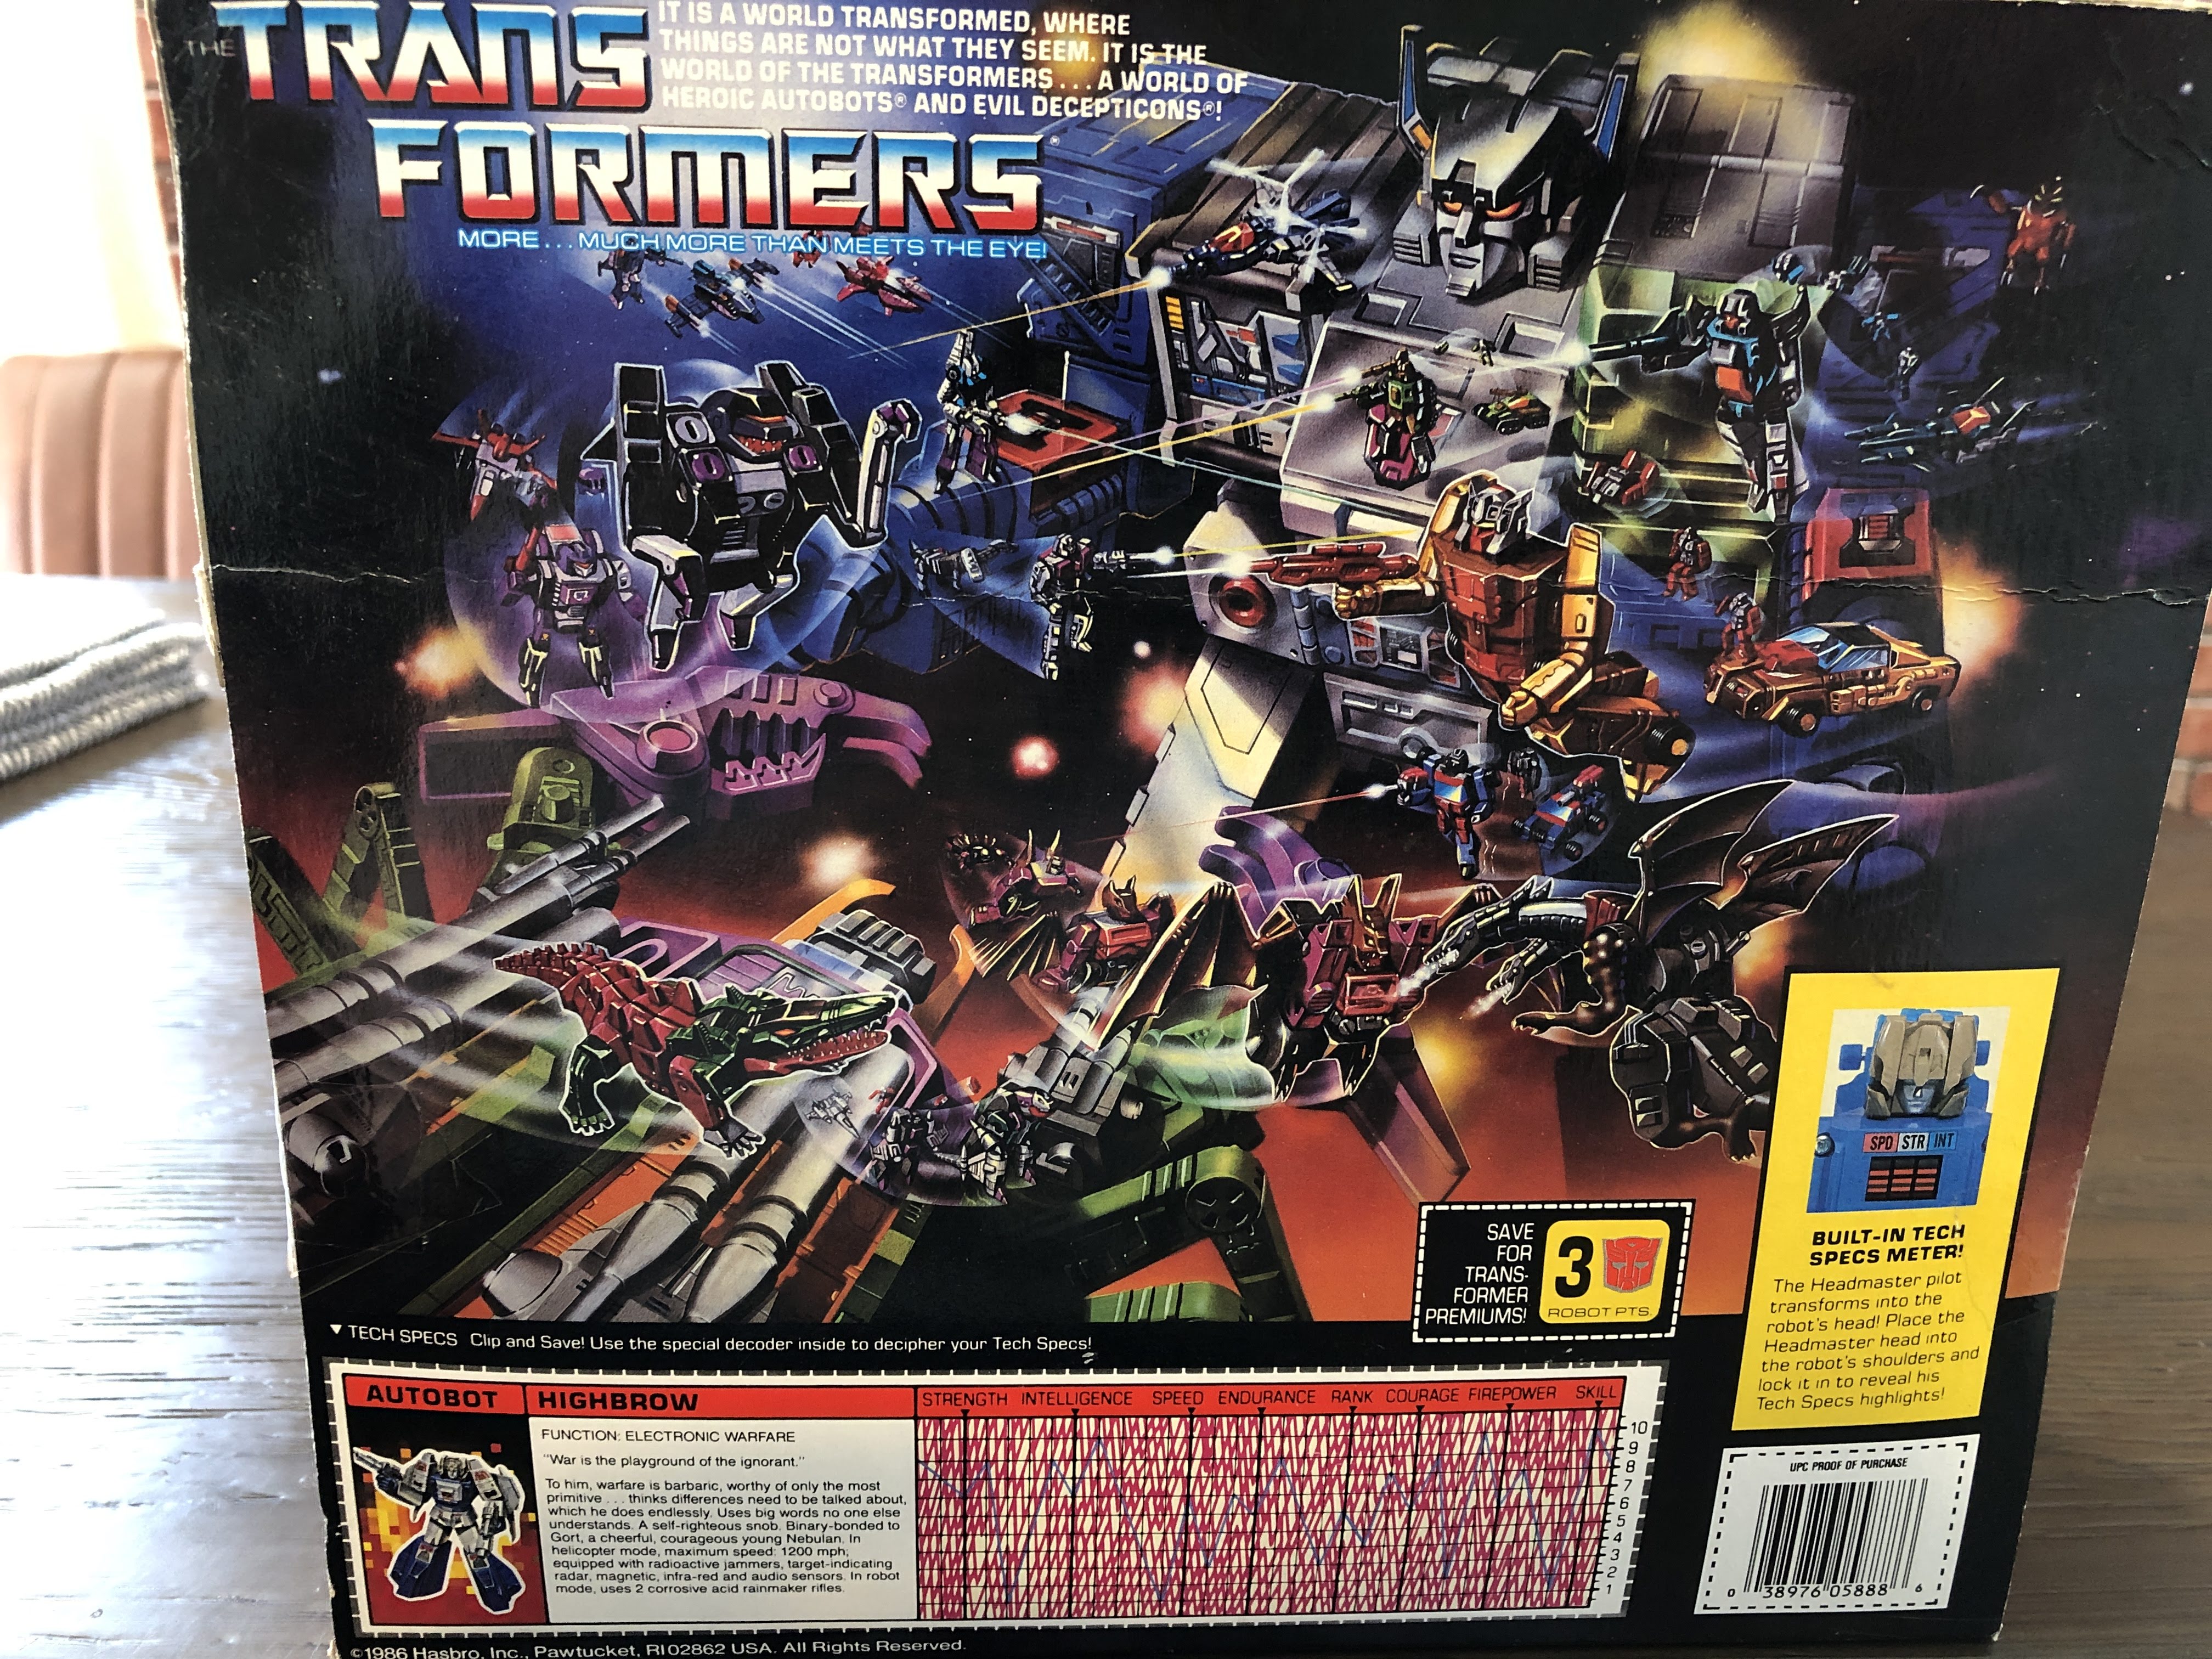 THE TRANS
FORMERS®
IT IS A WORLD TRANSFORMED, WHERE
THINGS ARE NOT WHAT THEY SEEM. IT IS THE
WORLD OF THE TRANSFORMERS...A WORLD OF
HEROIC AUTOBOTS® AND EVIL DECEPTICONS®!
MORE...MUCH MORE THAN MEETS THE EYE!
SPD STR INT
BUILT-IN TECH
SPECS METER!
The Headmaster pilot
transforms into the
robot's head! Place the
Headmaster head into
the robot's shoulders and
lock it in to reveal his
Tech Specs highlights!
SAVE
FOR
TRANS-
FORMER
PREMIUMS!
3
ROBOT PTS.
▼ TECH SPECS Clip and Save! Use the special decoder inside to decipher your Tech Specs!
AUTOBOT
HIGHBROW
FUNCTION: ELECTRONIC WARFARE
"War is the playground of the ignorant."
To him, warfare is barbaric, worthy of only the most
primitive . . . thinks differences need to be talked about,
which he does endlessly. Uses big words no one else
understands. A self-righteous snob. Binary-bonded to
Gort, a cheerful, courageous young Nebulan. In
helicopter mode, maximum speed: 1200 mph;
equipped with radioactive jammers, target-indicating
radar, magnetic, infra-red and audio sensors. In robot
mode, uses 2 corrosive acid rainmaker rifles.
STRENGTH INTELLIGENCE SPEED ENDURANCE RANK COURAGE FIREPOWER SKILL
10
9
8
7
6
5
4
3
2
1
UPC PROOF OF PURCHASE
0 38976 05888 6
©1986 Hasbro, Inc., Pawtucket, RI 02862 USA. All Rights Reserved.